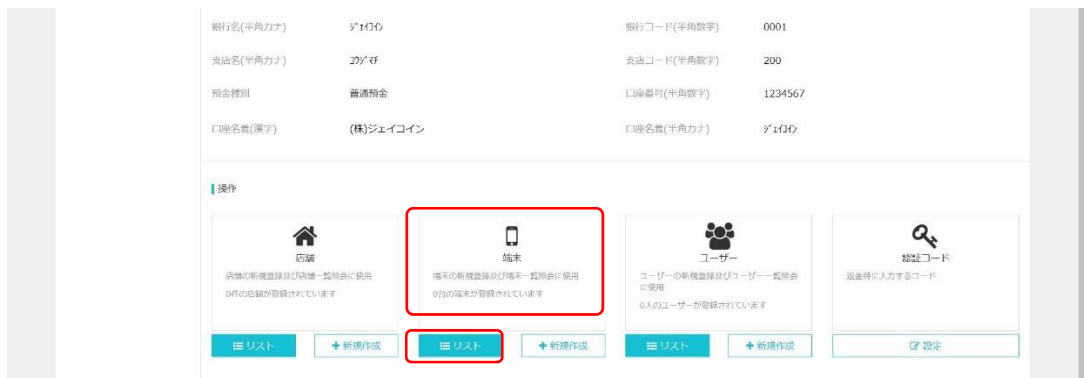 銀行名(半角カナ) ｼﾞｪｲｺｲﾝ 銀行コード(半角数字) 0001
支店名(半角カナ) ｺｳｼﾞﾏﾁ 支店コード(半角数字) 200
預金種別 普通預金 口座番号(半角数字) 1234567
口座名義(漢字) (株)ジェイコイン 口座名義(半角カナ) ｼﾞｪｲｺｲﾝ
操作
店舗
店舗の新規登録及び店舗一覧照会に使用
0件の店舗が登録されています
リスト
新規作成
端末
端末の新規登録及び端末一覧照会に使用
0台の端末が登録されています
リスト
新規作成
ユーザー
ユーザーの新規登録及びユーザー一覧照会
に使用
0人のユーザーが登録されています
リスト
新規作成
認証コード
返金時に入力するコード
設定